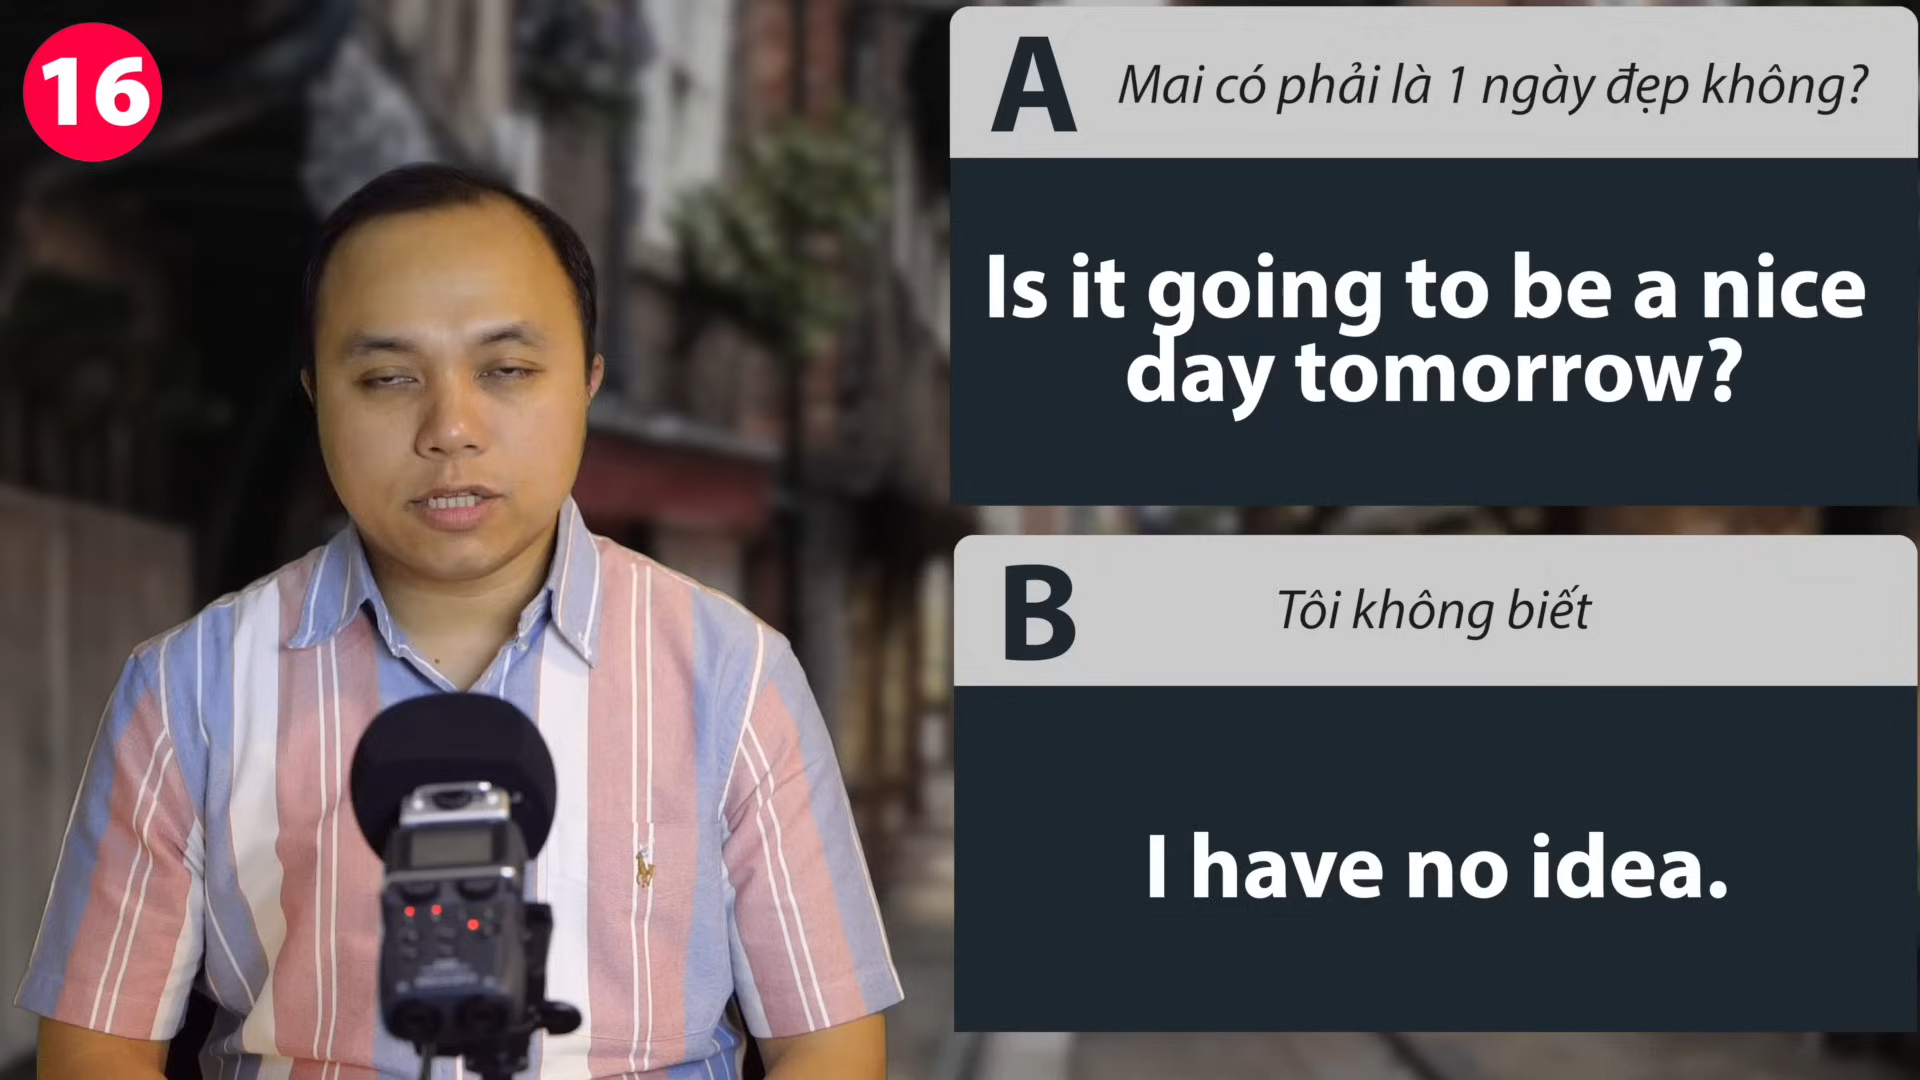 16
A
Mai có phải là 1 ngày đẹp không?
Is it going to be a nice
day tomorrow?
B
Tôi không biết
I have no idea.